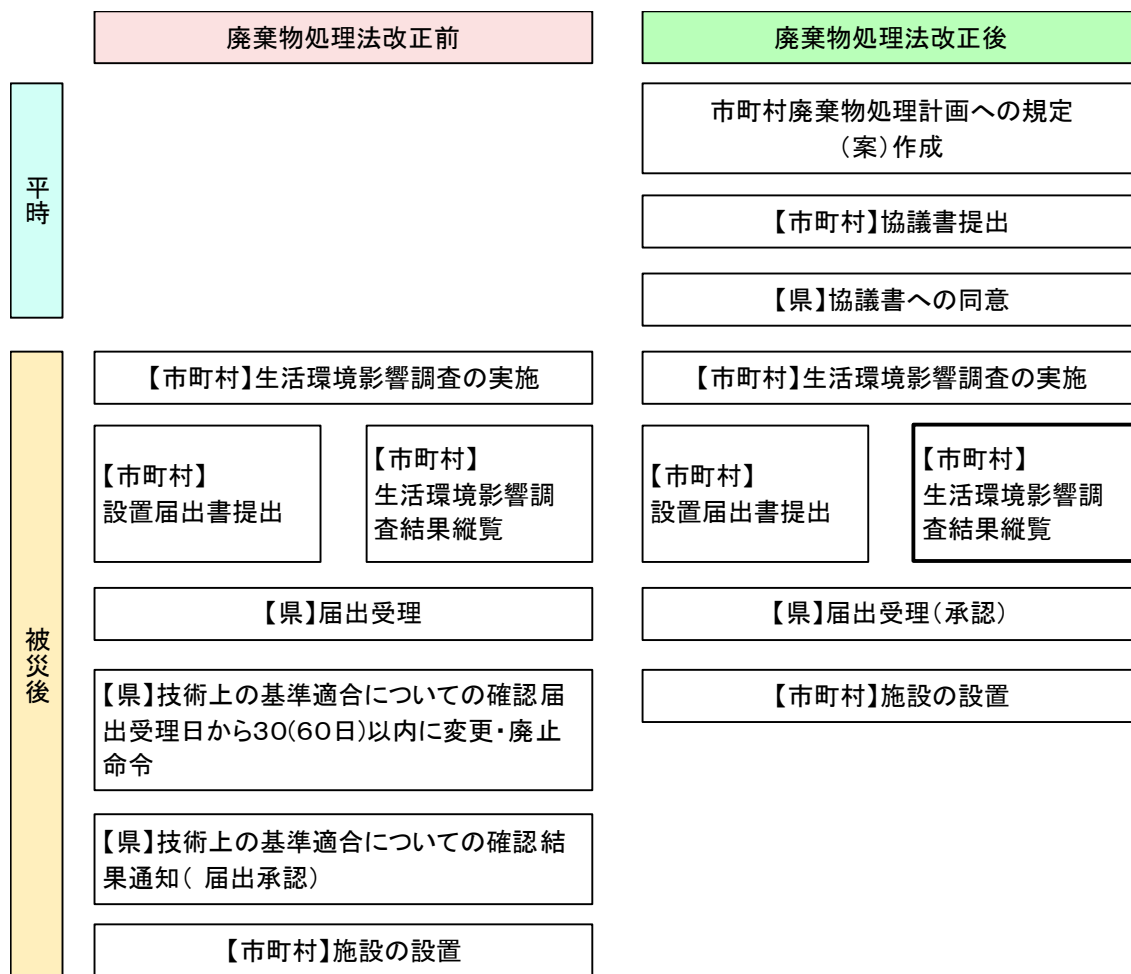 廃棄物処理法改正前
廃棄物処理法改正後
平時
市町村廃棄物処理計画への規定
（案）作成
【市町村】協議書提出
【県】協議書への同意
被災後
【市町村】生活環境影響調査の実施
【市町村】生活環境影響調査の実施
【市町村】
設置届出書提出
【市町村】
生活環境影響調
査結果縦覧
【市町村】
設置届出書提出
【市町村】
生活環境影響調
査結果縦覧
【県】届出受理
【県】届出受理（承認）
【県】技術上の基準適合についての確認届
出受理日から30(60日)以内に変更・廃止
命令
【市町村】施設の設置
【県】技術上の基準適合についての確認結
果通知（ 届出承認）
【市町村】施設の設置